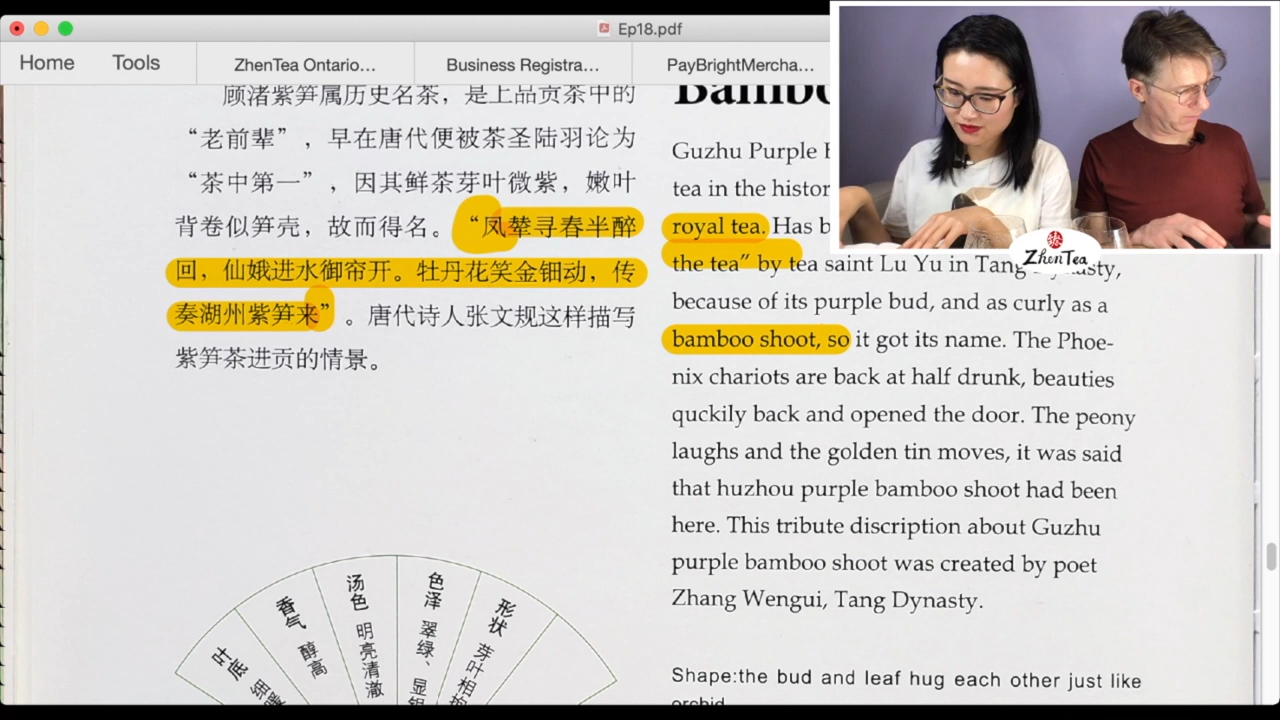 Ep18.pdf
Home
Tools
ZhenTea Ontario...
Business Registra...
PayBrightMercha...
顾渚紫笋属历史名茶，是上品贡茶中的
“老前辈”，早在唐代便被茶圣陆羽论为
“茶中第一”，因其鲜茶芽叶微紫，嫩叶
背卷似笋壳，故而得名。“凤辇寻春半醉
回，仙娥进水御帘开。牡丹花笑金钿动，传
奏湖州紫笋来”。唐代诗人张文规这样描写
紫笋茶进贡的情景。
叶底
香气 醇高
汤色 明亮清澈
色泽 翠绿、
形状 芽叶相
Guzhu Purple
tea in the histor
royal tea. Has b
the tea” by tea saint Lu Yu in Tang
because of its purple bud, and as curly as a
bamboo shoot, so it got its name. The Phoe-
nix chariots are back at half drunk, beauties
quckily back and opened the door. The peony
laughs and the golden tin moves, it was said
that huzhou purple bamboo shoot had been
here. This tribute discription about Guzhu
purple bamboo shoot was created by poet
Zhang Wengui, Tang Dynasty.
Shape:the bud and leaf hug each other just like
ZhenTea